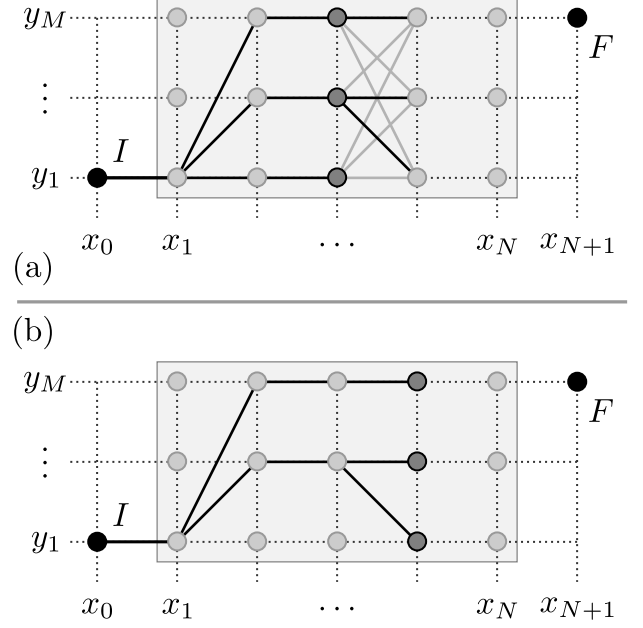 y_M
F
⋮
I
y_1
x_0 x_1 ... x_N x_{N+1}
(a)
(b)
y_M
F
⋮
I
y_1
x_0 x_1 ... x_N x_{N+1}